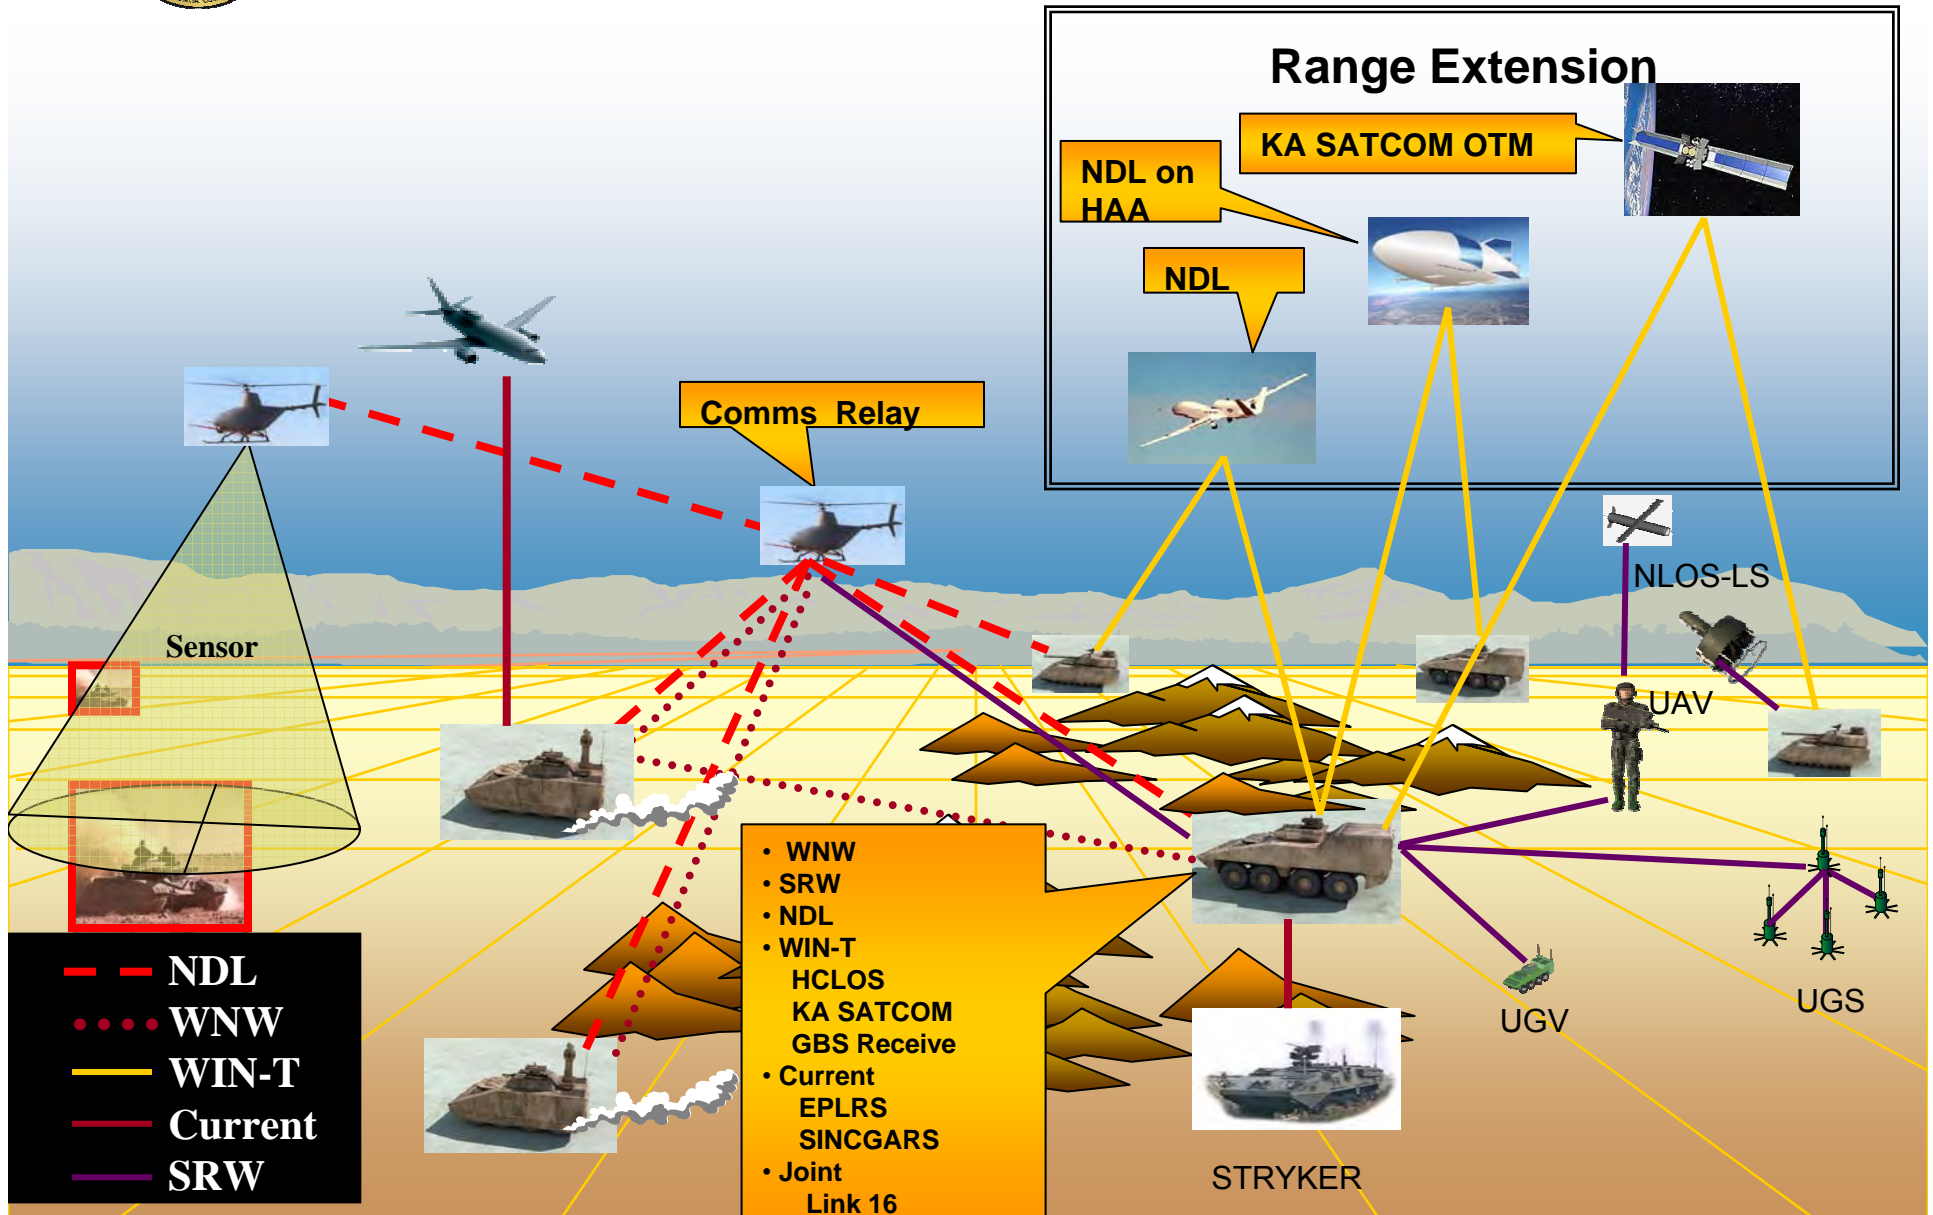 Range Extension
KA SATCOM OTM
NDL on
HAA
NDL
Comms Relay
NLOS-LS
Sensor
UAV
• WNW
• SRW
• NDL
• WIN-T
HCLOS
KA SATCOM
GBS Receive
• Current
EPLRS
SINCGARS
• Joint
Link 16
NDL
WNW
WIN-T
Current
SRW
UGV
UGS
STRYKER